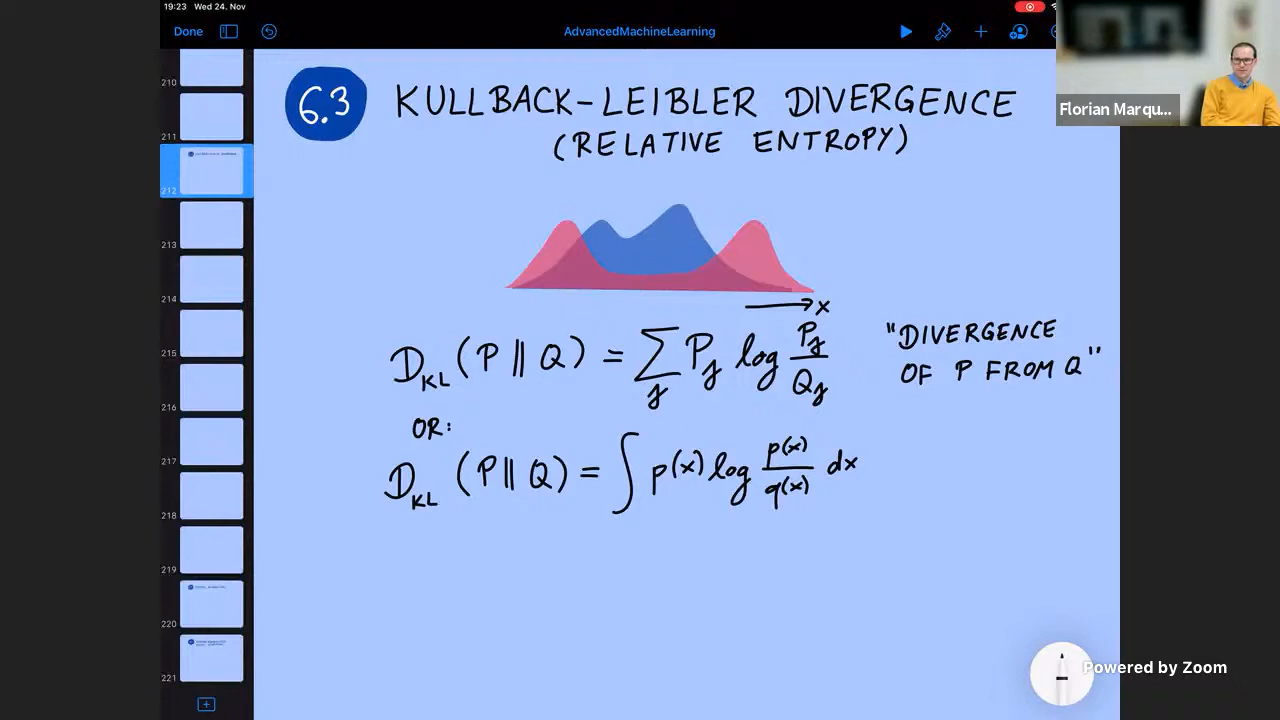 19:23 Wed 24. Nov
Done
AdvancedMachineLearning
Florian Marqu...
210
211
212
213
214
215
216
217
218
219
220
221
6.3
KULLBACK-LEIBLER DIVERGENCE
(RELATIVE ENTROPY)
→ x
D_KL (P || Q) = Σ_j P_j log P_j / Q_j
"DIVERGENCE
OF P FROM Q"
OR:
D_KL (P || Q) = ∫ p(x) log p(x) / q(x) dx
Powered by Zoom